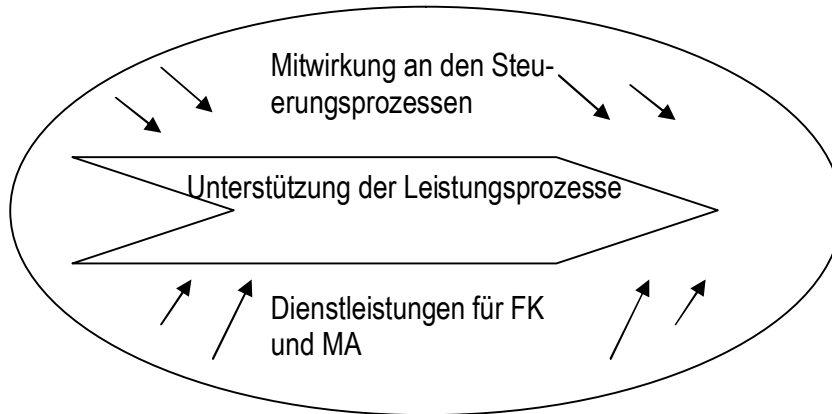 Mitwirkung an den Steu-
erungsprozessen
Unterstützung der Leistungsprozesse
Dienstleistungen für FK
und MA